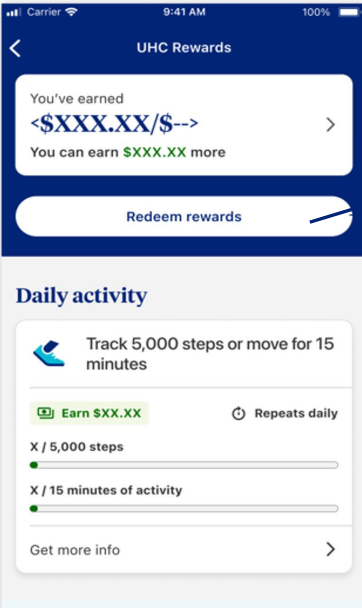 Carrier 9:41 AM 100%
UHC Rewards
You've earned
<$XXX.XX/$-->
You can earn $XXX.XX more
Redeem rewards
Daily activity
Track 5,000 steps or move for 15
minutes
Earn $XX.XX Repeats daily
X / 5,000 steps
X / 15 minutes of activity
Get more info